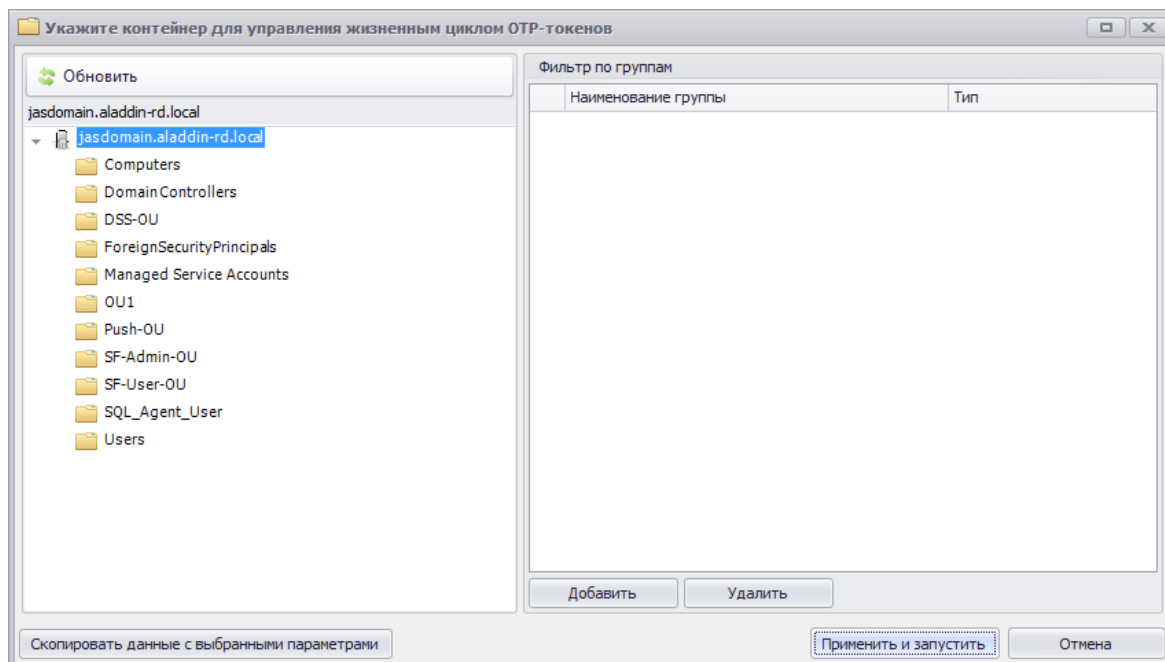 Укажите контейнер для управления жизненным циклом OTP-токенов
Обновить
jasdomain.aladdin-rd.local
jasdomain.aladdin-rd.local
Computers
Domain Controllers
DSS-OU
ForeignSecurityPrincipals
Managed Service Accounts
OU1
Push-OU
SF-Admin-OU
SF-User-OU
SQL_Agent_User
Users
Фильтр по группам
Наименование группы Тип
Добавить Удалить
Скопировать данные с выбранными параметрами Применить и запустить Отмена